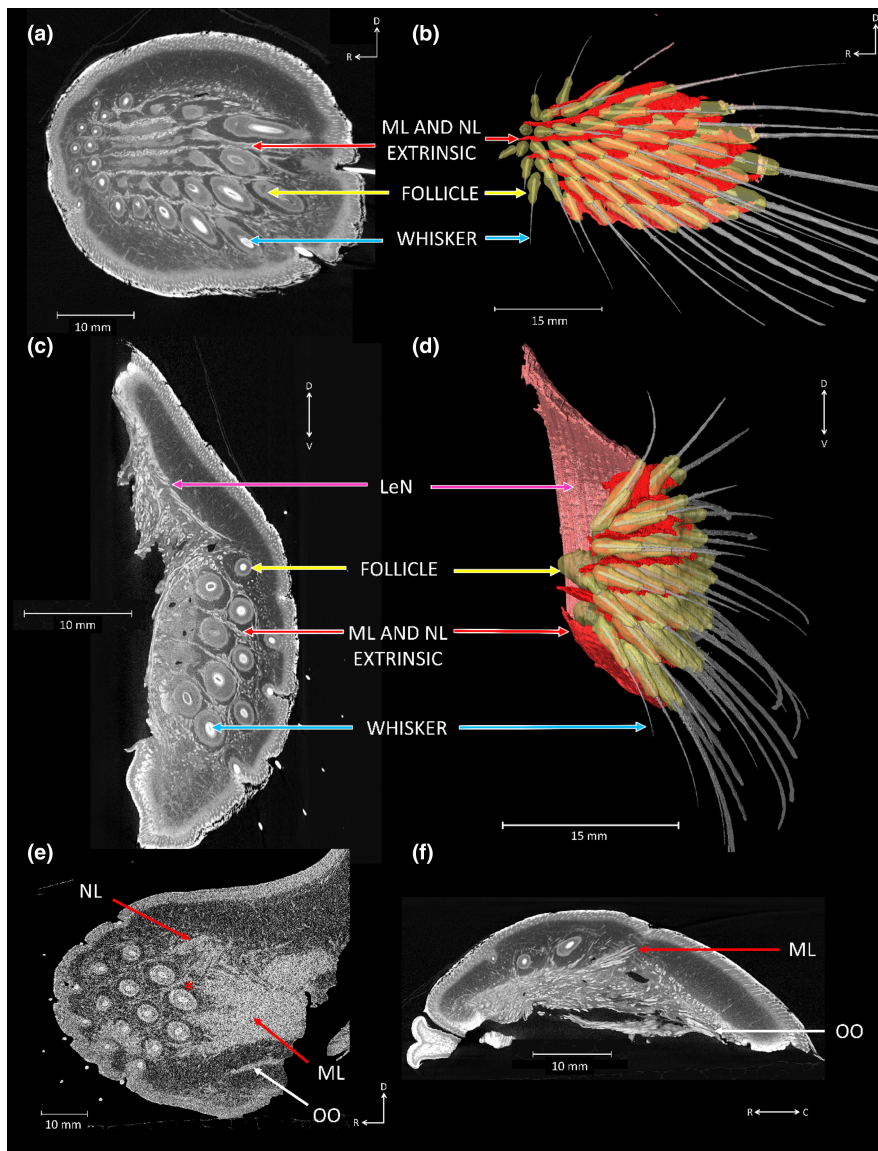 (a)
D
R
(b)
D
R
ML AND NL
EXTRINSIC
FOLLICLE
WHISKER
10 mm
15 mm
(c)
D
V
(d)
D
V
LeN
FOLLICLE
10 mm
ML AND NL
EXTRINSIC
WHISKER
15 mm
(e)
NL
ML
OO
10 mm
D
R
(f)
ML
OO
10 mm
R
C